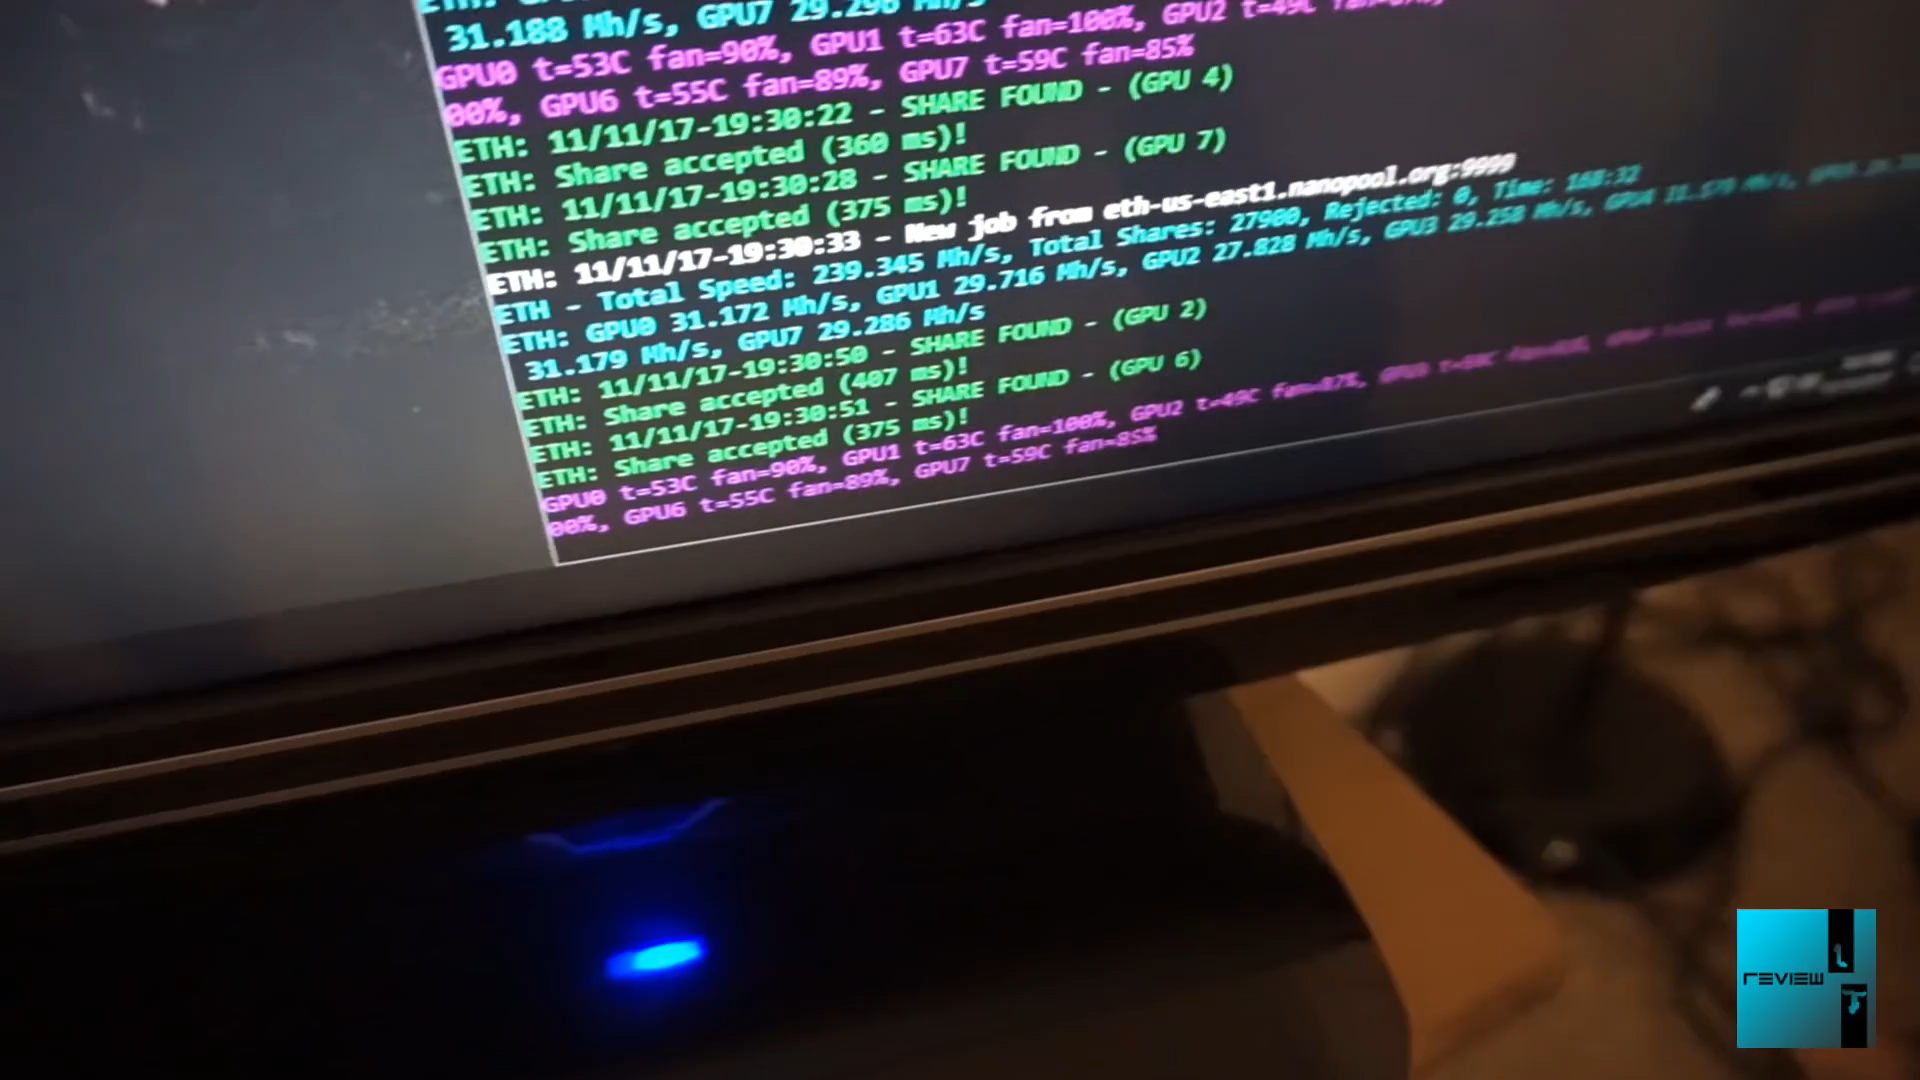 31.188 Mh/s, GPU7 29.296 Mh/s
GPU0 t=53C fan=90%, GPU1 t=63C fan=100%, GPU2 t=49C
00%, GPU6 t=55C fan=89%, GPU7 t=59C fan=85%
ETH: 11/11/17-19:30:22 - SHARE FOUND - (GPU 4)
ETH: Share accepted (360 ms)!
ETH: 11/11/17-19:30:28 - SHARE FOUND - (GPU 7)
ETH: Share accepted (375 ms)!
ETH: 11/11/17-19:30:33 - New job from eth-us-east1.nanopool.org:9999
ETH - Total Speed: 239.345 Mh/s, Total Shares: 27900, Rejected: 0, Time: 168:32
ETH: GPU0 31.172 Mh/s, GPU1 29.716 Mh/s, GPU2 27.828 Mh/s, GPU3 29.258 Mh/s, GPU4 31.579 Mh/s,
31.179 Mh/s, GPU7 29.286 Mh/s
ETH: 11/11/17-19:30:50 - SHARE FOUND - (GPU 2)
ETH: Share accepted (407 ms)!
ETH: 11/11/17-19:30:51 - SHARE FOUND - (GPU 6)
ETH: Share accepted (375 ms)!
GPU0 t=53C fan=90%, GPU1 t=63C fan=100%, GPU2 t=49C fan=87%,
00%, GPU6 t=55C fan=89%, GPU7 t=59C fan=85%
REVIEW